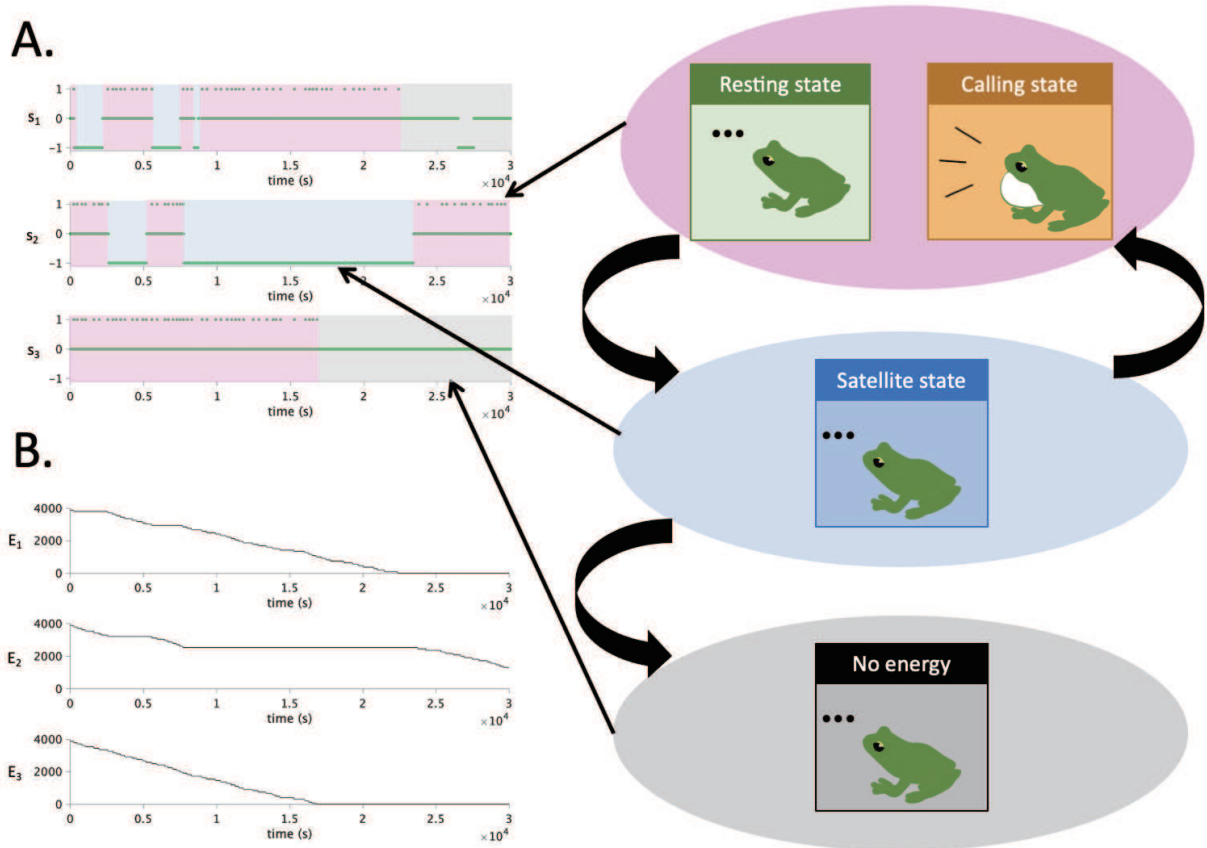 A.
1
0
-1
S1
0 0.5 1 1.5 2 2.5 3
time (s)
×10^4
1
0
-1
S2
0 0.5 1 1.5 2 2.5 3
time (s)
×10^4
1
0
-1
S3
0 0.5 1 1.5 2 2.5 3
time (s)
×10^4
B.
4000
2000
0
E1
0 0.5 1 1.5 2 2.5 3
time (s)
×10^4
4000
2000
0
E2
0 0.5 1 1.5 2 2.5 3
time (s)
×10^4
4000
2000
0
E3
0 0.5 1 1.5 2 2.5 3
time (s)
×10^4
Resting state
Calling state
Satellite state
No energy